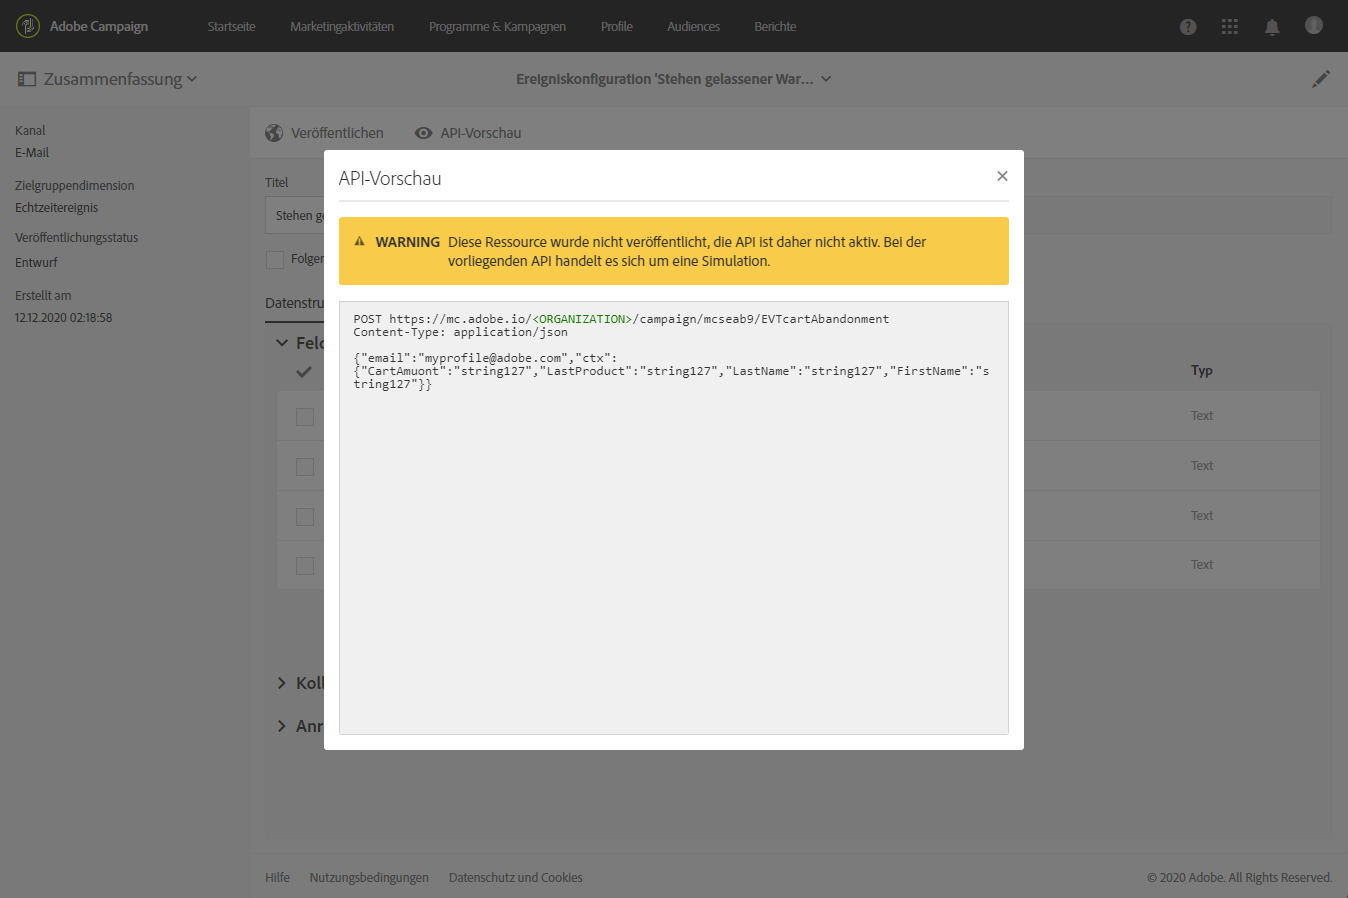 Adobe Campaign Startseite Marketingaktivitäten Programme & Kampagnen Profile Audiences Berichte
Zusammenfassung Ereigniskonfiguration 'Stehen gelassener War...
Kanal
E-Mail
Zielgruppendimension
Echtzeitereignis
Veröffentlichungsstatus
Entwurf
Erstellt am
12.12.2020 02:18:58
Veröffentlichen API-Vorschau
Titel
Stehen ge
Folgen
Datenstru
Feld
Typ
Text
Text
Text
Text
Koll
Anr
API-Vorschau
WARNING Diese Ressource wurde nicht veröffentlicht, die API ist daher nicht aktiv. Bei der
vorliegenden API handelt es sich um eine Simulation.
POST https://mc.adobe.io/<ORGANIZATION>/campaign/mcseab9/EVTcartAbandonment
Content-Type: application/json
{"email":"myprofile@adobe.com","ctx":
{"CartAmuont":"string127","LastProduct":"string127","LastName":"string127","FirstName":"s
tring127"}}
Hilfe Nutzungsbedingungen Datenschutz und Cookies © 2020 Adobe. All Rights Reserved.